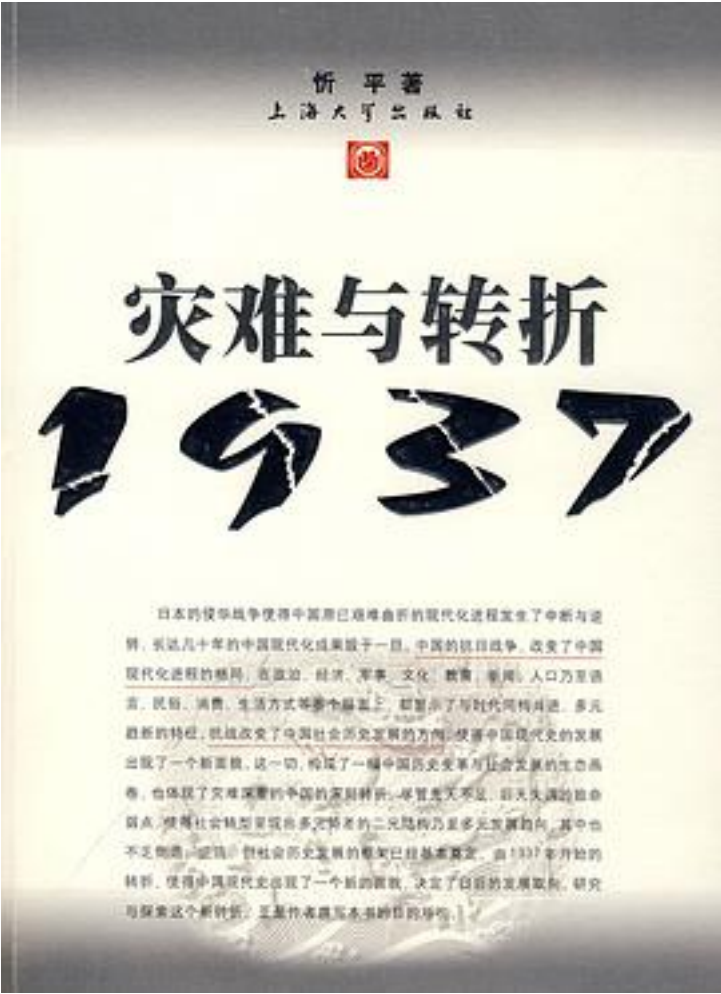 忻 平 著
上海大学出版社
灾难与转折
1937
日本的侵华战争使得中国原已艰难曲折的现代化进程发生了中断与逆
转，长达几十年的中国现代化成果毁于一旦。中国的抗日战争，改变了中国
现代化进程的格局，在政治、经济、军事、文化、教育、新闻、人口乃至语
言、民俗、消费、生活方式等多个层面上，都显示了与时代同构共进、多元
趋新的特征。抗战改变了中国社会历史发展的方向，使得中国现代史的发展
出现了一个新面貌。这一切，构成了一幅中国历史变革与社会发展的生态画
卷，也体现了灾难深重的中国的深刻转折。尽管先天不足、后天失调的致命
弱点，使得社会转型呈现出多元的二元结构乃至多元发展趋向，其中也
不乏倒退、但社会历史发展的框架已经基本奠定。由1937年开始的
转折，使得中国现代史出现了一个新的面貌，决定了日后的发展取向。研究
与探索这个新转折，正是作者撰写本书的目的